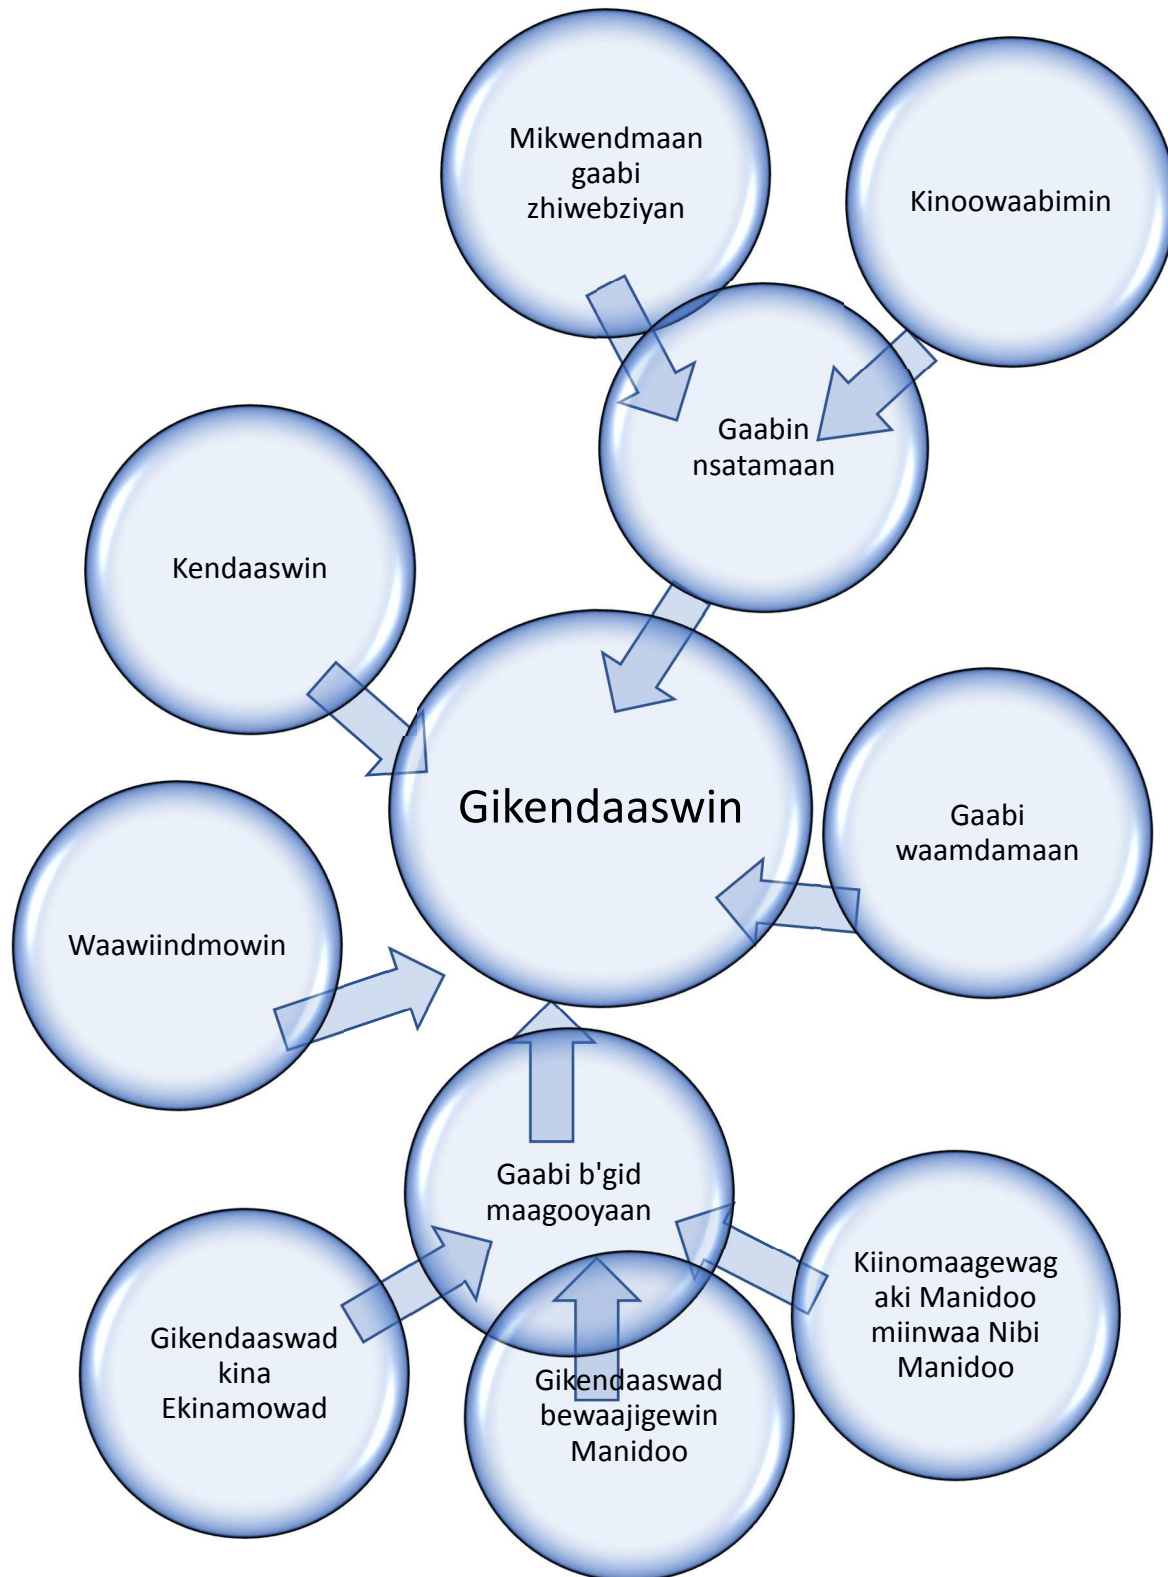 Mikwendmaan
gaabi
zhiwebziyan
Kinoowaabimin
Gaabin
nsatamaan
Kendaaswin
Gikendaaswin
Gaabi
waamdamaan
Waawiindmowin
Gaabi b'gid
maagooyaan
Kiinomaagewag
aki Manidoo
miinwaa Nibi
Manidoo
Gikendaaswad
kina
Ekinamowad
Gikendaaswad
bewaajigewin
Manidoo